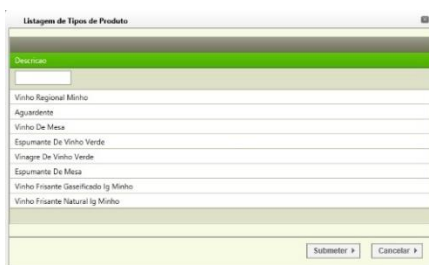 Listagem de Tipos de Produto
Descricao
Vinho Regional Minho
Aguardente
Vinho De Mesa
Espumante De Vinho Verde
Vinagre De Vinho Verde
Espumante De Mesa
Vinho Frisante Gaseificado Ig Minho
Vinho Frisante Natural Ig Minho
Submeter
Cancelar